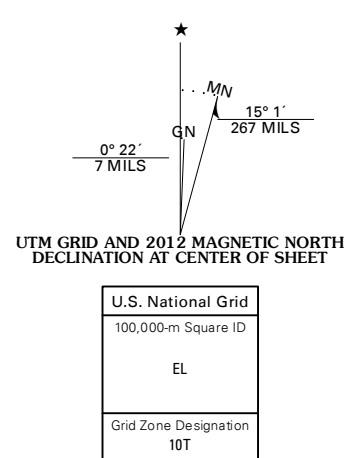 ★
MN
15° 1´
267 MILS
GN
0° 22´
7 MILS
UTM GRID AND 2012 MAGNETIC NORTH
DECLINATION AT CENTER OF SHEET
U.S. National Grid
100,000-m Square ID
EL
Grid Zone Designation
10T